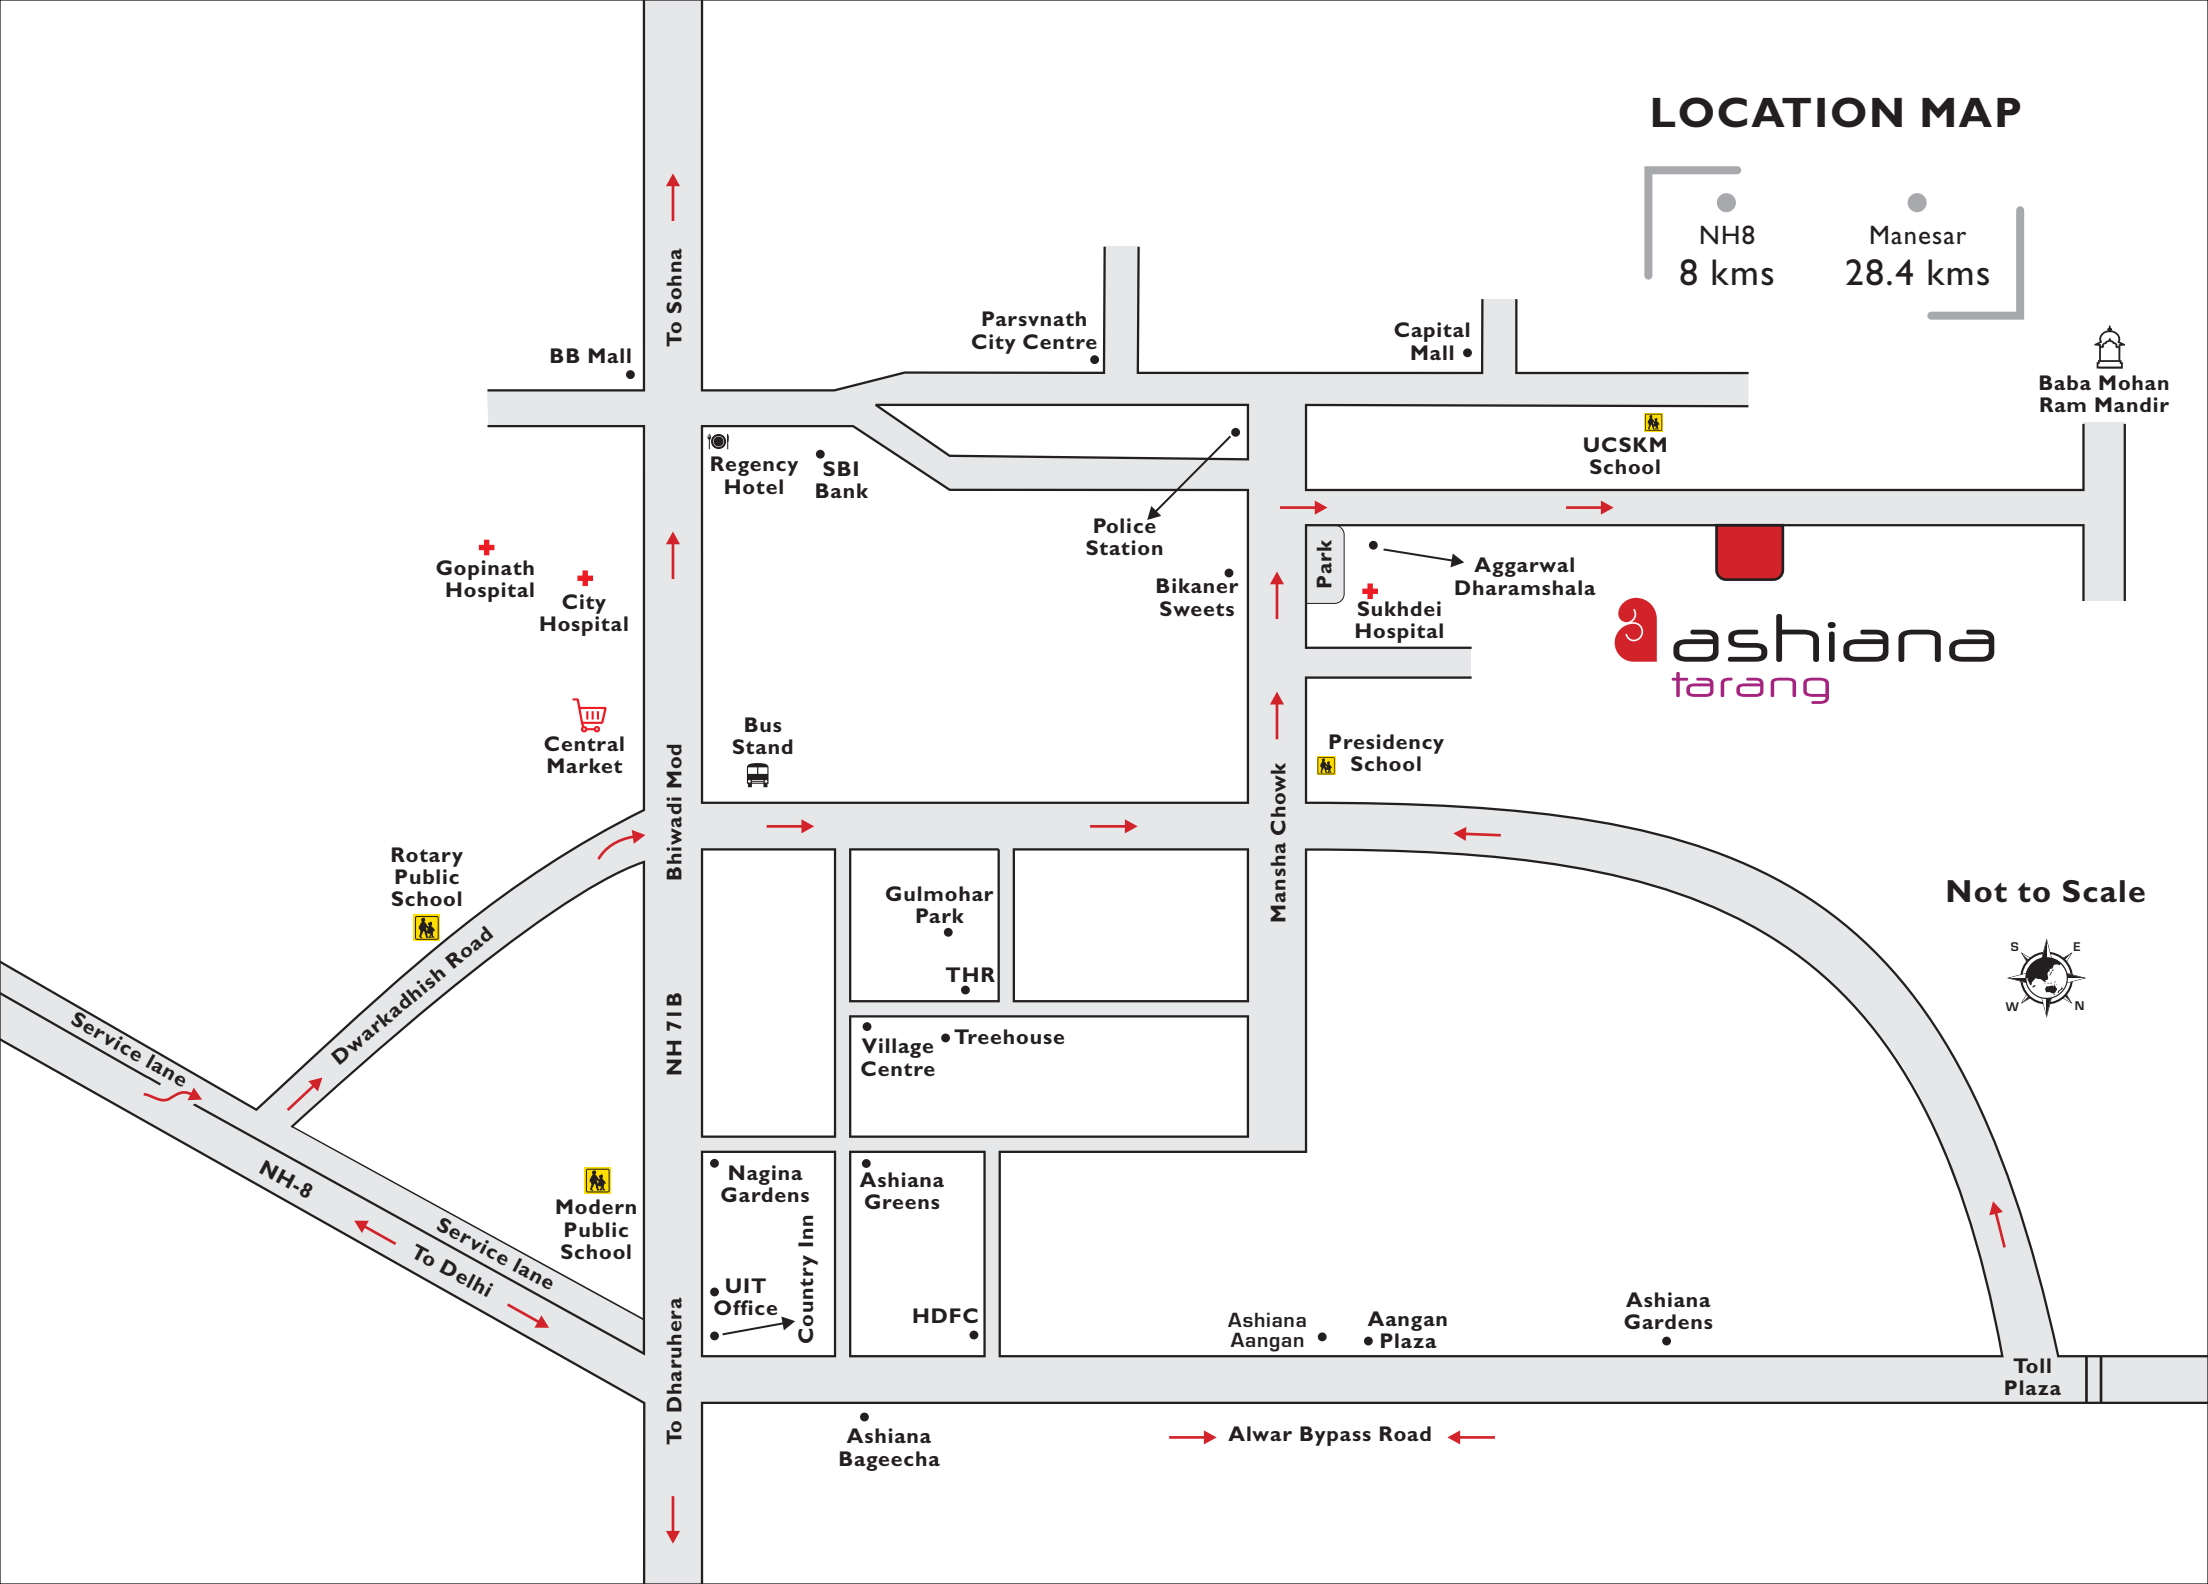 LOCATION MAP
NH8
8 kms
Manesar
28.4 kms
To Sohna
Parsvnath
City Centre
Capital
Mall
BB Mall
Baba Mohan
Ram Mandir
Regency
Hotel
SBI
Bank
UCSKM
School
Police
Station
Park
Aggarwal
Dharamshala
Gopinath
Hospital
City
Hospital
Bikaner
Sweets
Sukhdei
Hospital
ashiana
tarang
Central
Market
Bus
Stand
Bhiwadi Mod
Mansha Chowk
Presidency
School
Rotary
Public
School
Gulmohar
Park
THR
Not to Scale
S
E
W
N
Dwarkadhish Road
NH 71B
Service lane
Village
Centre
Treehouse
NH-8
Modern
Public
School
Service lane
To Delhi
Nagina
Gardens
Ashiana
Greens
Country Inn
UIT
Office
HDFC
To Dharuhera
Ashiana
Aangan
Aangan
Plaza
Ashiana
Gardens
Toll
Plaza
Ashiana
Bageecha
Alwar Bypass Road